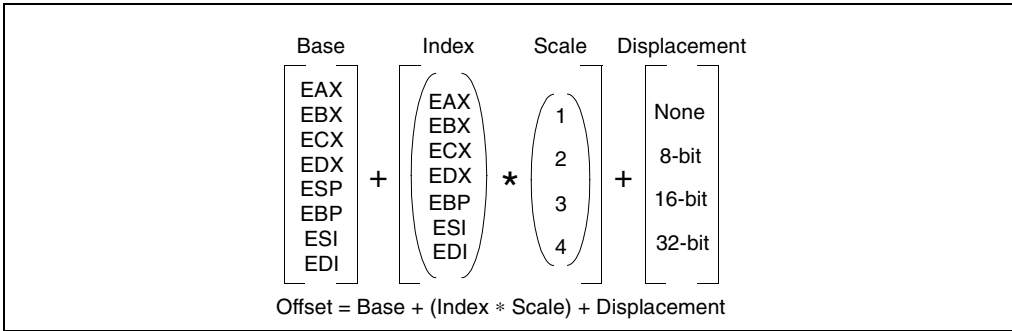 Base Index Scale Displacement
EAX
EBX
ECX
EDX
ESP
EBP
ESI
EDI
+
EAX
EBX
ECX
EDX
EBP
ESI
EDI
*
1
2
3
4
+
None
8-bit
16-bit
32-bit
Offset = Base + (Index * Scale) + Displacement